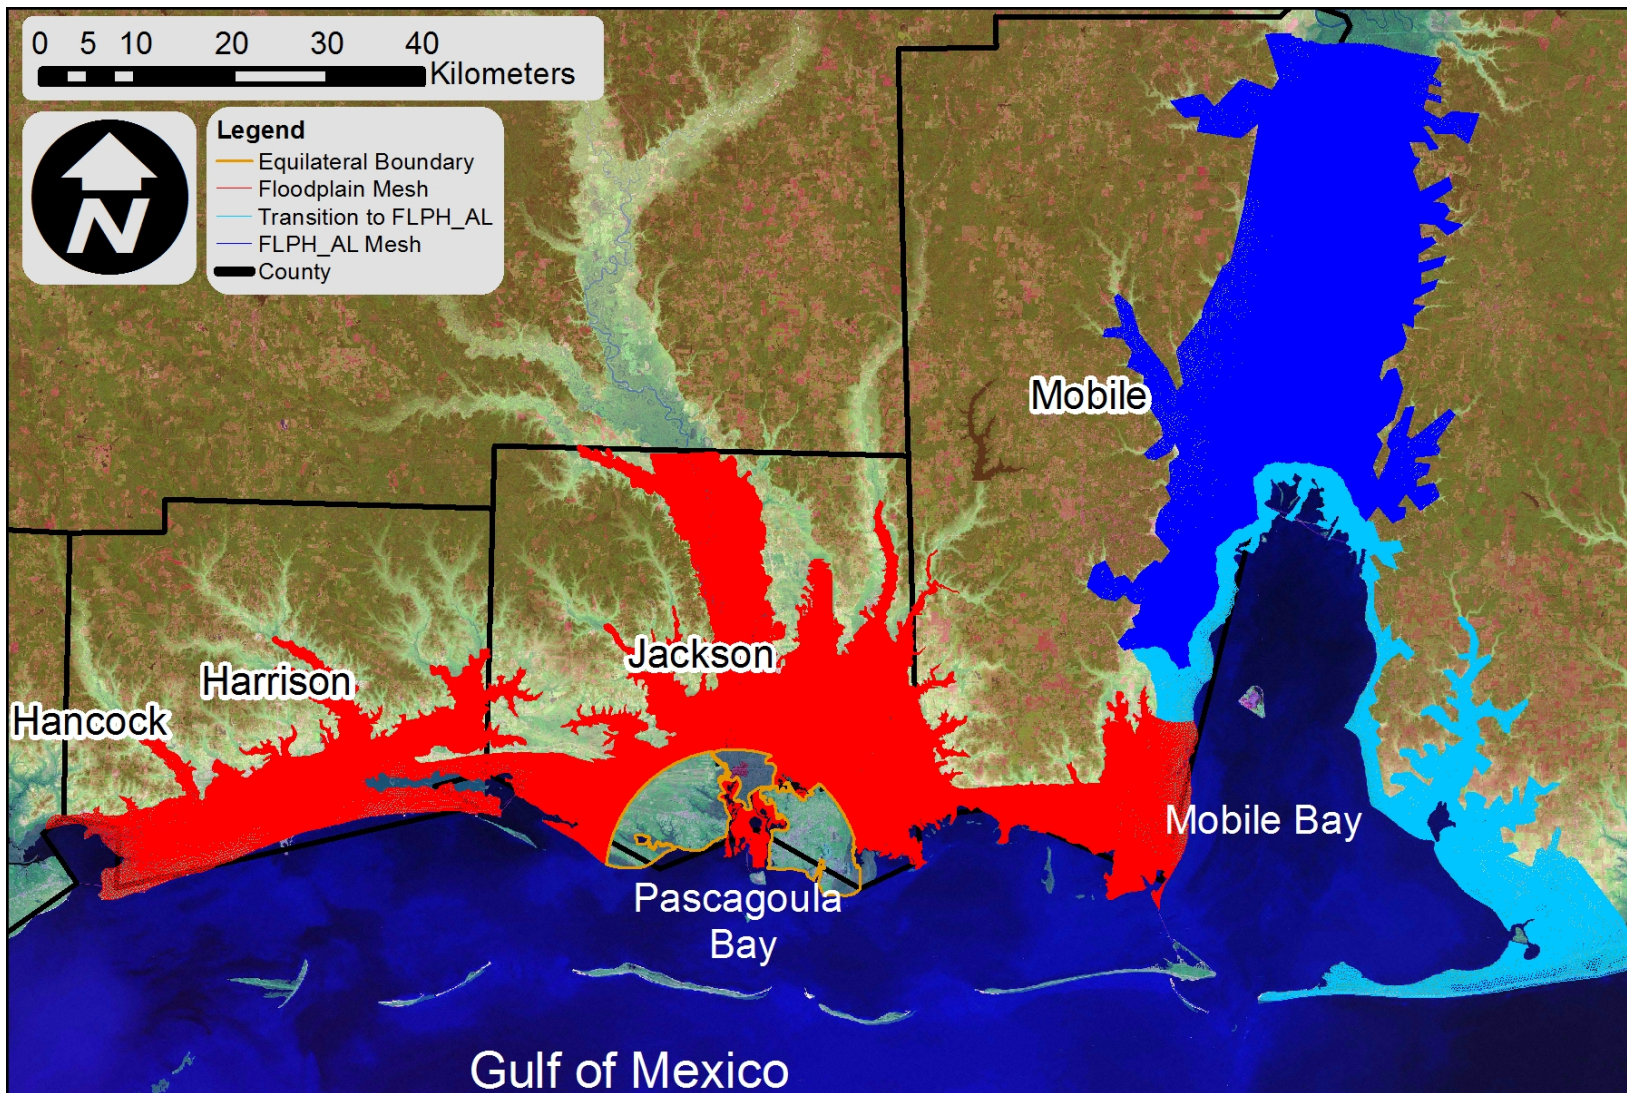 0 5 10 20 30 40
Kilometers
N
Legend
Equilateral Boundary
Floodplain Mesh
Transition to FLPH_AL
FLPH_AL Mesh
County
Mobile
Jackson
Harrison
Hancock
Mobile Bay
Pascagoula
Bay
Gulf of Mexico